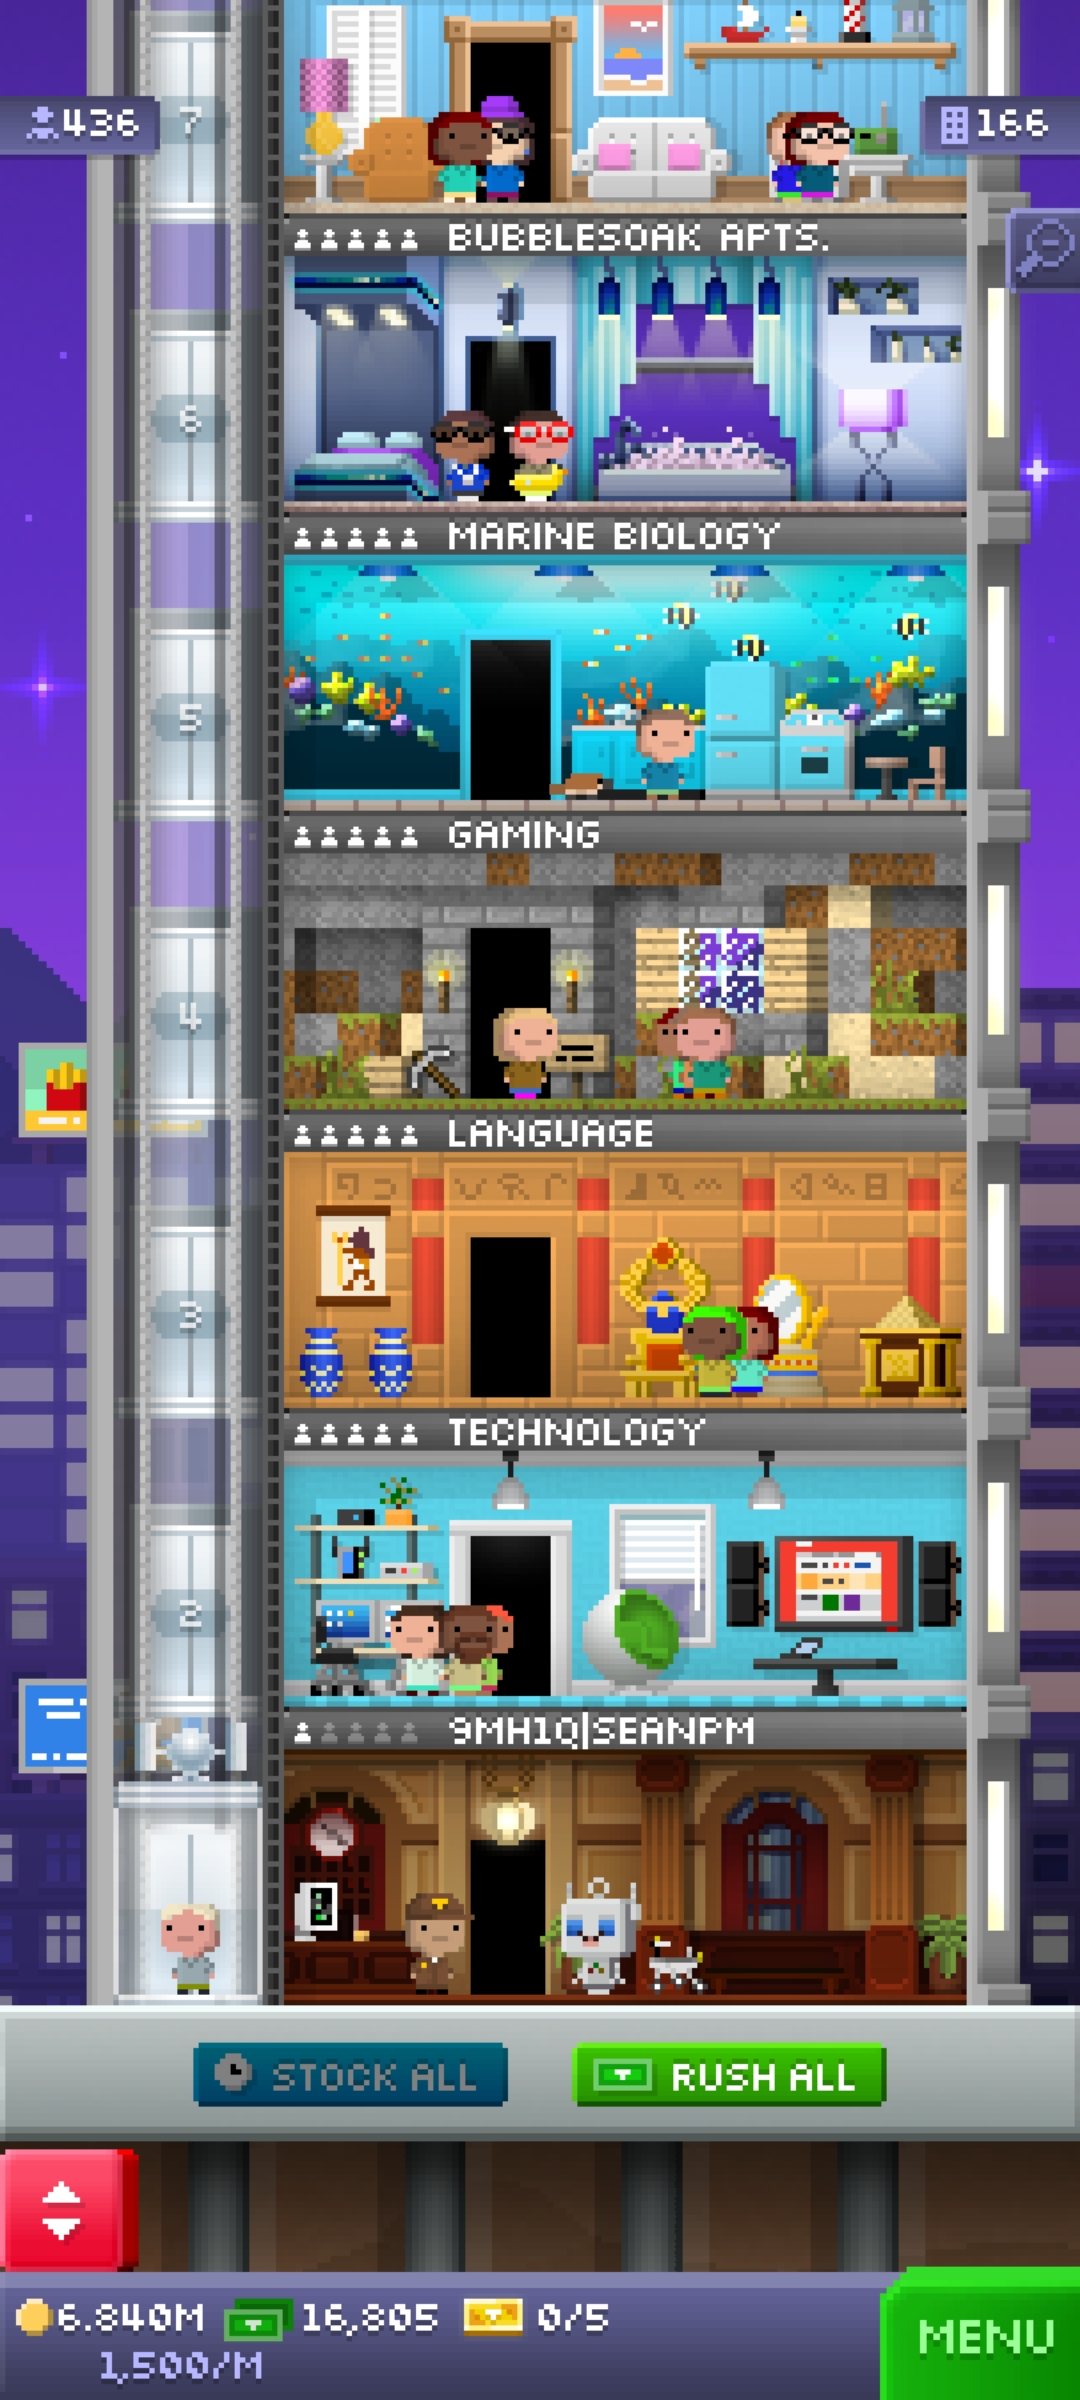 436
7
166
BUBBLESOAK APTS.
6
MARINE BIOLOGY
5
GAMING
4
LANGUAGE
3
TECHNOLOGY
2
9MH1Q|SEANPM
STOCK ALL
RUSH ALL
6.840M
16,805
0/5
1,500/M
MENU